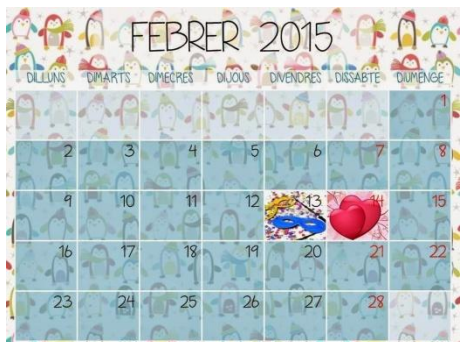 FEBRER 2015
DILLUNS DIMARTS DIMECRES DIJOUS DIVENDRES DISSABTE DIUMENGE
1
2 3 4 5 6 7 8
9 10 11 12 13 14 15
16 17 18 19 20 21 22
23 24 25 26 27 28